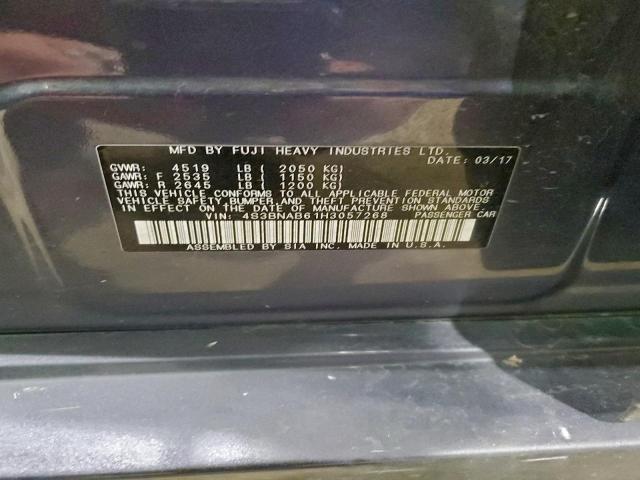 MFD BY FUJI HEAVY INDUSTRIES LTD.
DATE: 03/17
GVWR: 4519 LB ( 2050 KG)
GAWR: F 2535 LB ( 1150 KG)
GAWR: R 2645 LB ( 1200 KG)
THIS VEHICLE CONFORMS TO ALL APPLICABLE FEDERAL MOTOR
VEHICLE SAFETY, BUMPER, AND THEFT PREVENTION STANDARDS
IN EFFECT ON THE DATE OF MANUFACTURE SHOWN ABOVE.
VIN: 4S3BNAB61H3057268 PASSENGER CAR
ASSEMBLED BY SIA INC. MADE IN U.S.A.